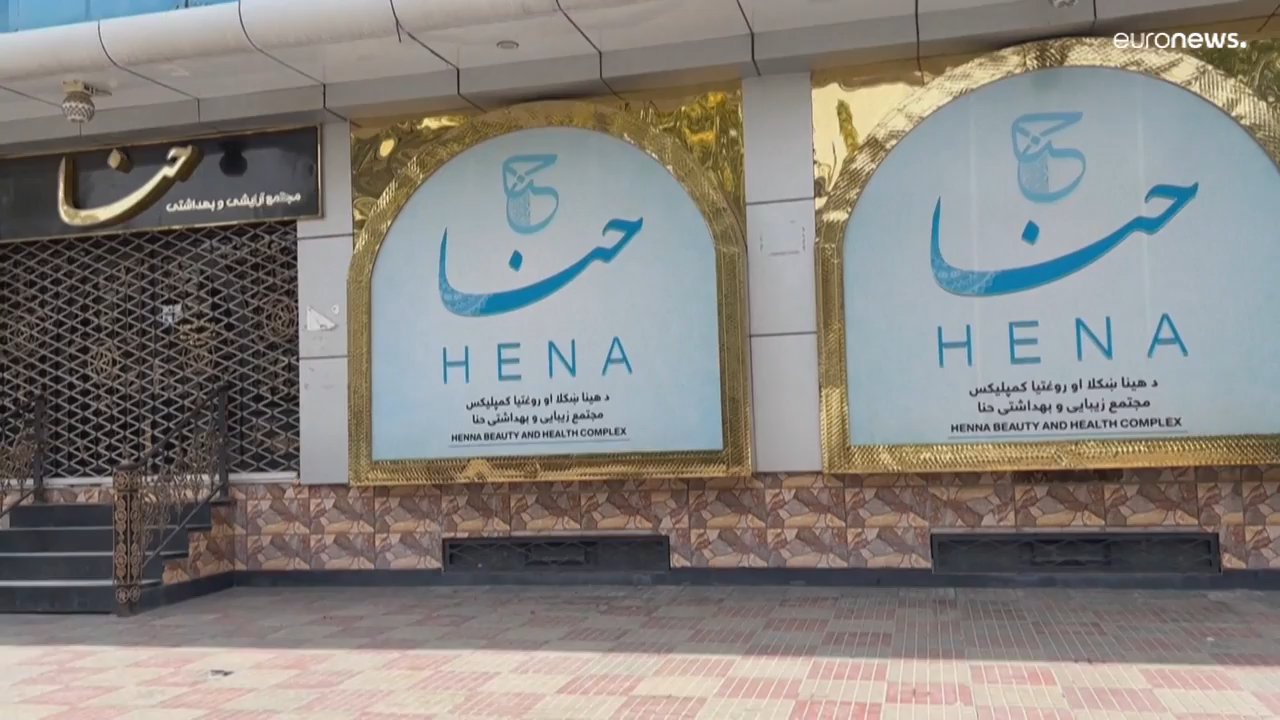 euronews.
حنا
مجتمع آرایشی و بهداشتی
حنا
HENA
د هینا ښکلا او روغتیا کمپلیکس
مجتمع زیبایی و بهداشتی حنا
HENNA BEAUTY AND HEALTH COMPLEX
حنا
HENA
د هینا ښکلا او روغتیا کمپلیکس
مجتمع زیبایی و بهداشتی حنا
HENNA BEAUTY AND HEALTH COMPLEX